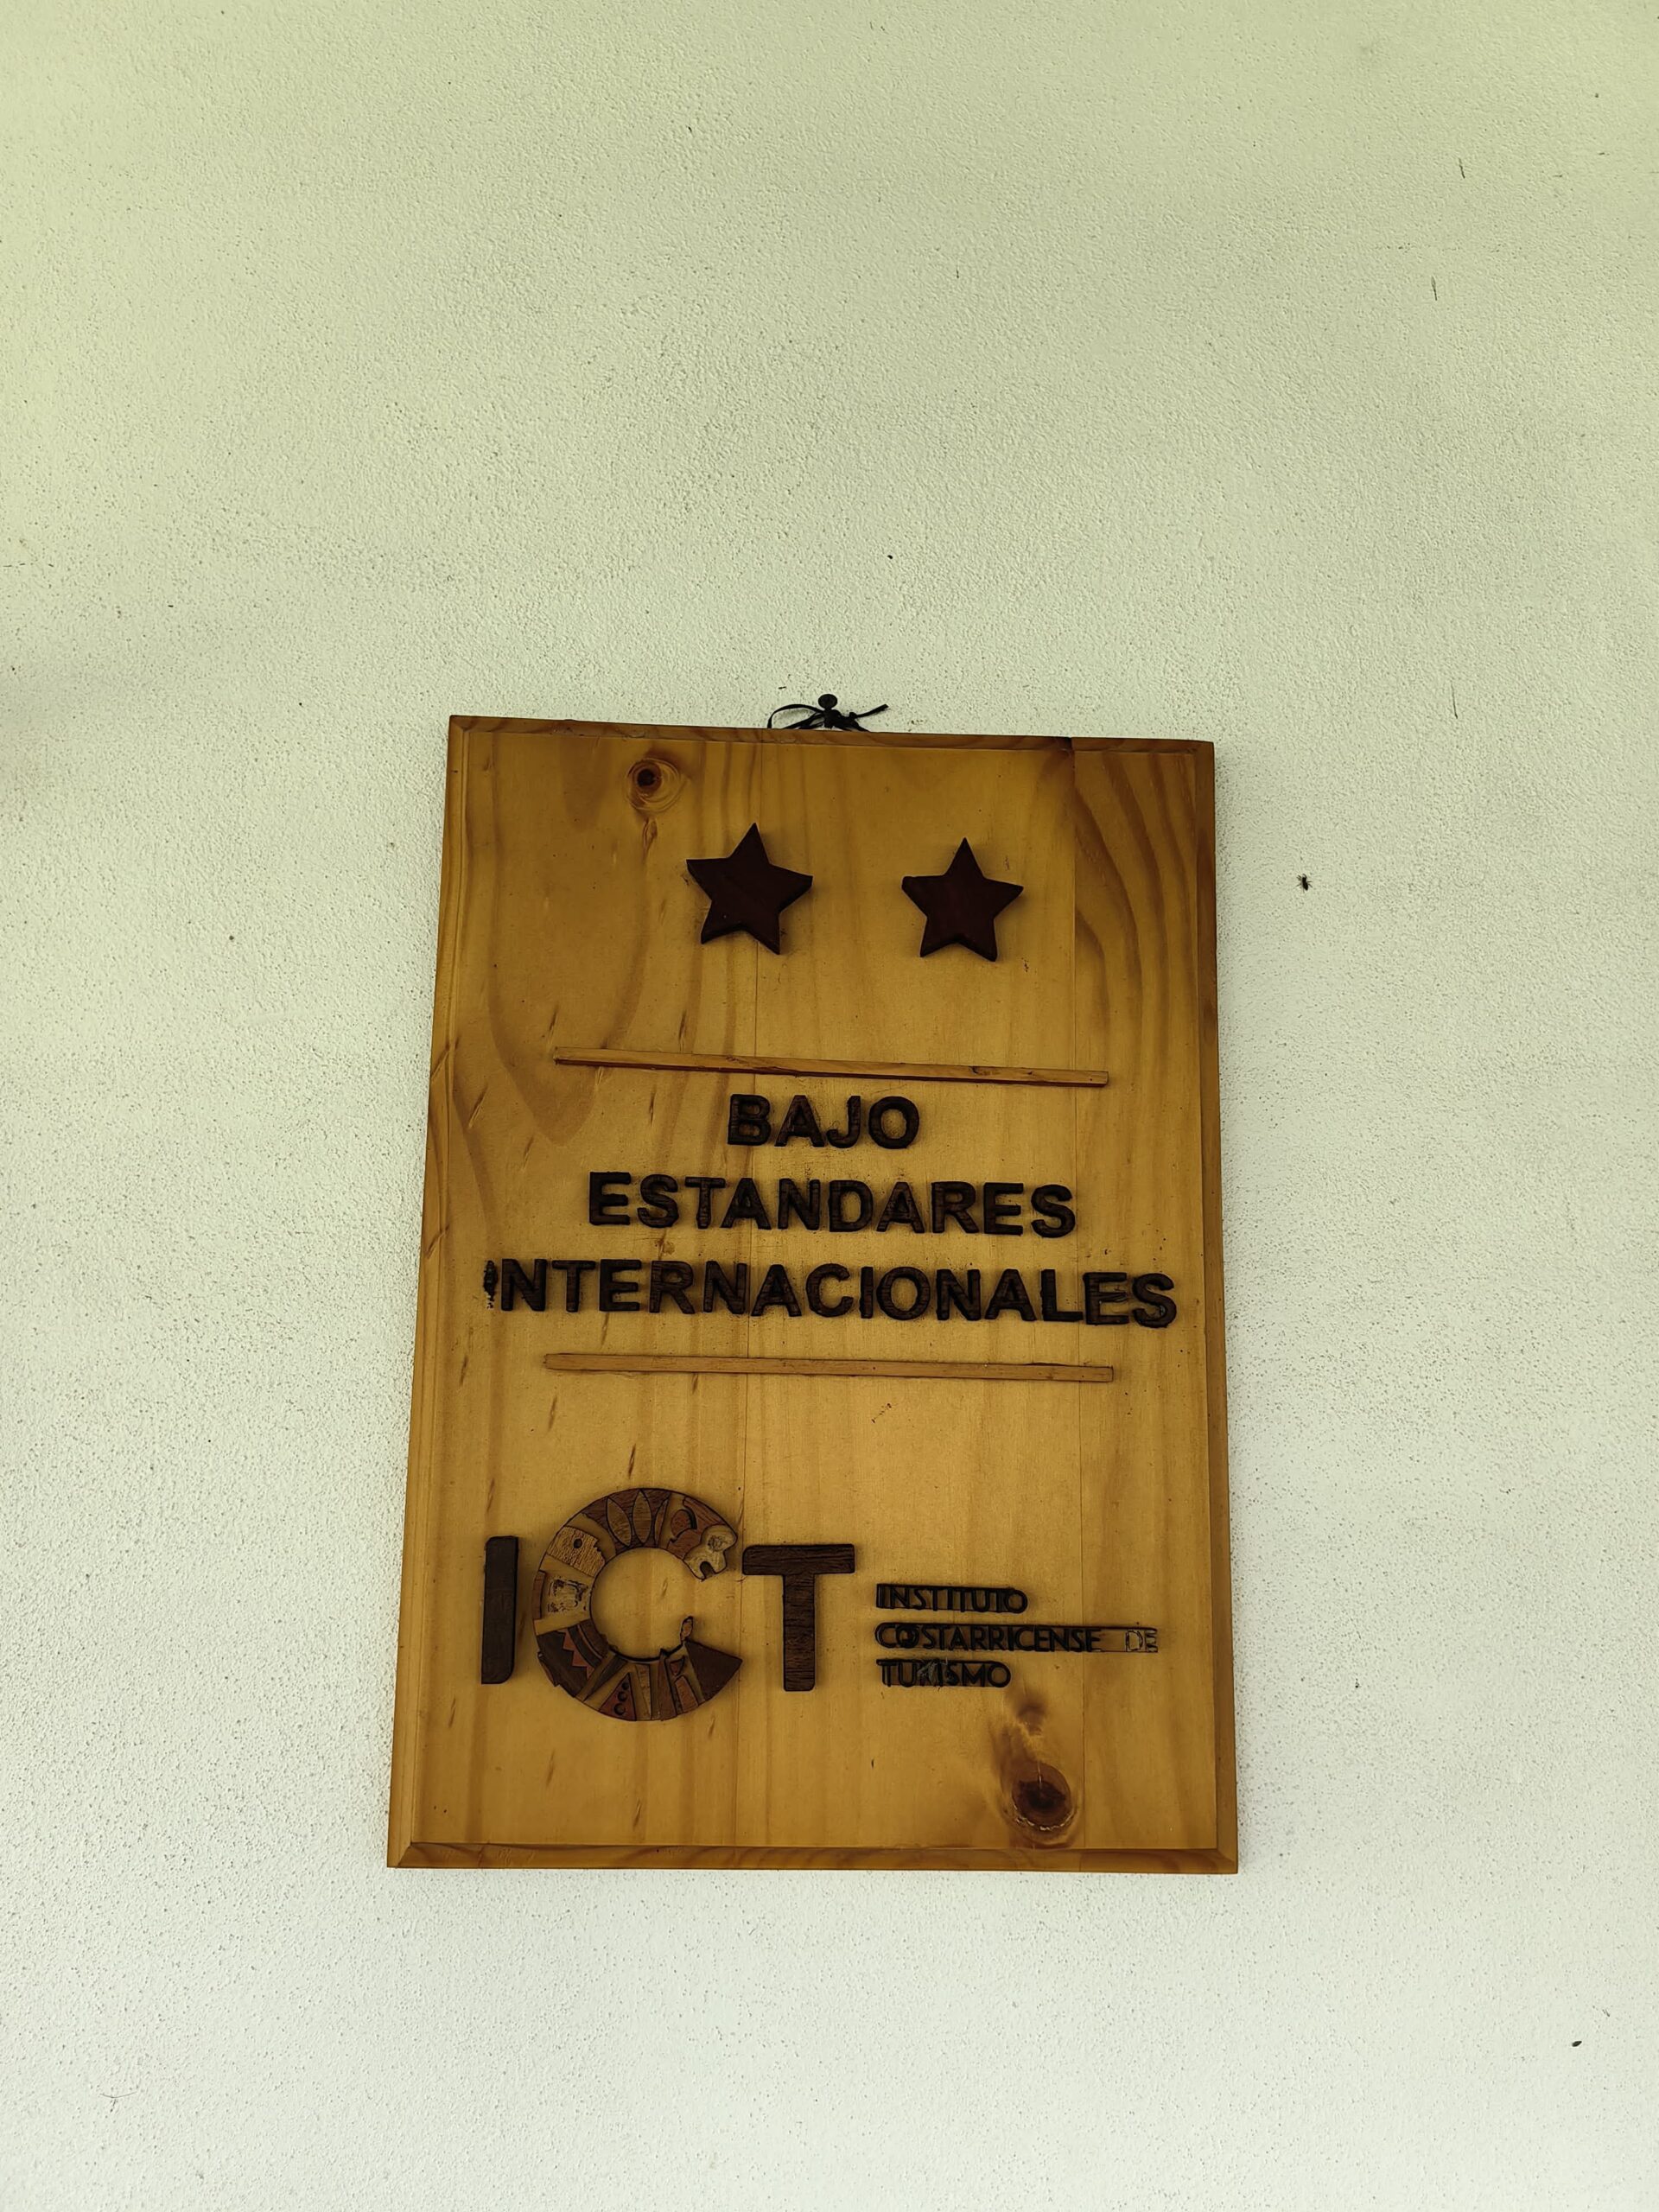 BAJO
ESTANDARES
INTERNACIONALES
ICT
INSTITUTO
COSTARRICENSE DE
TURISMO